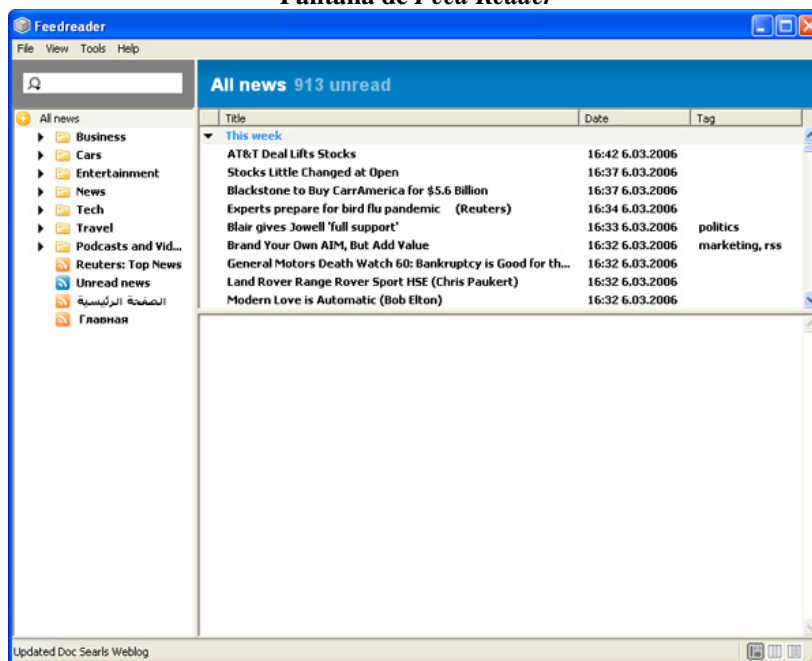 Pantalla de Feed Reader
Feedreader
File View Tools Help
All news 913 unread
All news
Business
Cars
Entertainment
News
Tech
Travel
Podcasts and Vid...
Reuters: Top News
Unread news
الصفحة الرئيسية
Главная
Title Date Tag
This week
AT&T Deal Lifts Stocks 16:42 6.03.2006
Stocks Little Changed at Open 16:37 6.03.2006
Blackstone to Buy CarrAmerica for $5.6 Billion 16:37 6.03.2006
Experts prepare for bird flu pandemic (Reuters) 16:34 6.03.2006
Blair gives Jowell 'full support' 16:33 6.03.2006 politics
Brand Your Own AIM, But Add Value 16:32 6.03.2006 marketing, rss
General Motors Death Watch 60: Bankruptcy is Good for th... 16:32 6.03.2006
Land Rover Range Rover Sport HSE (Chris Paukert) 16:32 6.03.2006
Modern Love is Automatic (Bob Elton) 16:32 6.03.2006
Updated Doc Searls Weblog